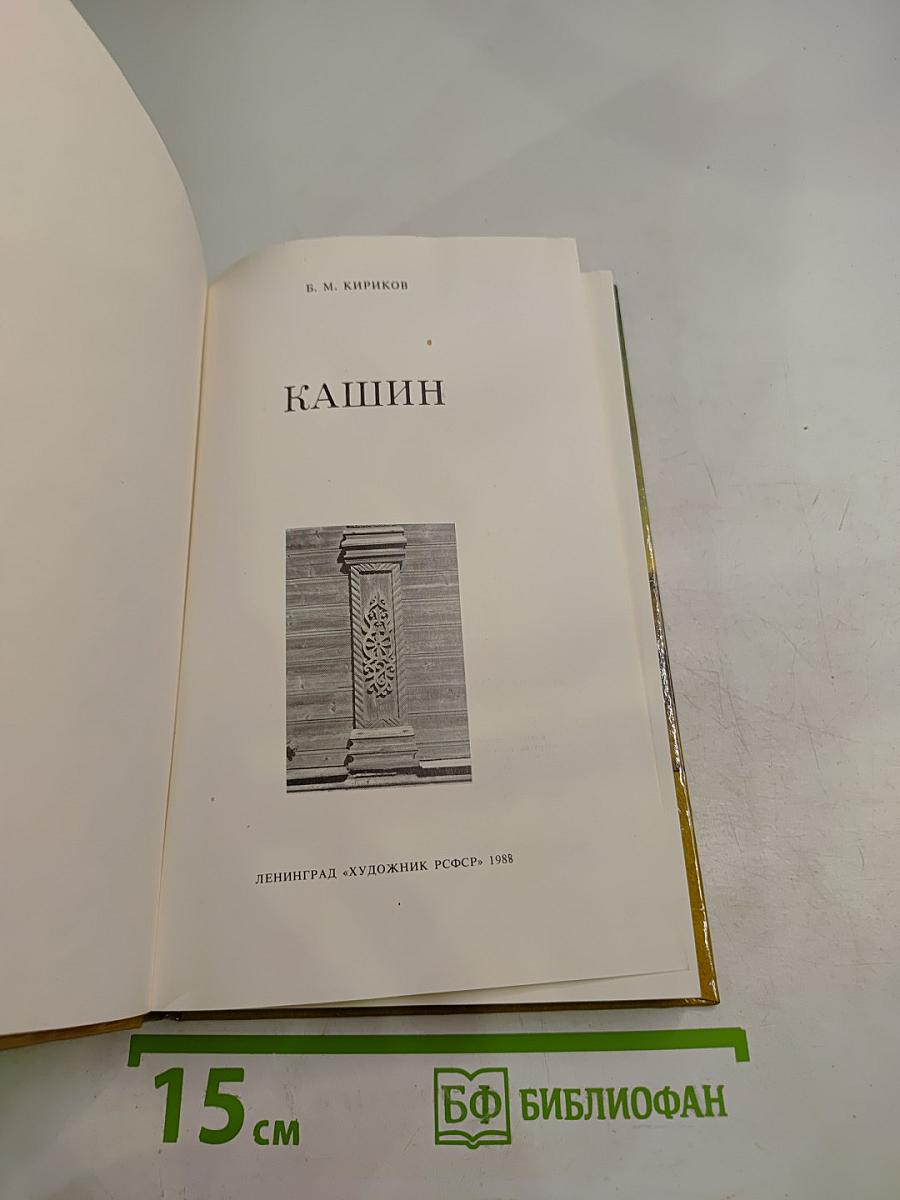 Б. М. КИРИКОВ
КАШИН
ЛЕНИНГРАД «ХУДОЖНИК РСФСР» 1988
15 см
БФ БИБЛИОФАН